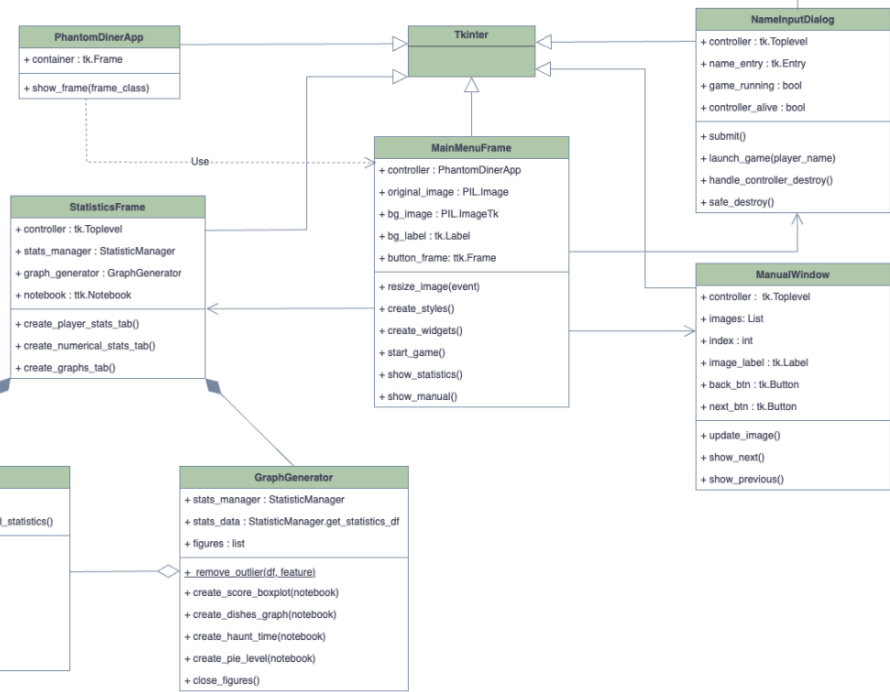 PhantomDinerApp
+ container : tk.Frame
+ show_frame(frame_class)
Tkinter
NameInputDialog
+ controller : tk.Toplevel
+ name_entry : tk.Entry
+ game_running : bool
+ controller_alive : bool
+ submit()
+ launch_game(player_name)
+ handle_controller_destroy()
+ safe_destroy()
Use
MainMenuFrame
+ controller : PhantomDinerApp
+ original_image : PIL.Image
+ bg_image : PIL.ImageTk
+ bg_label : tk.Label
+ button_frame: ttk.Frame
+ resize_image(event)
+ create_styles()
+ create_widgets()
+ start_game()
+ show_statistics()
+ show_manual()
StatisticsFrame
+ controller : tk.Toplevel
+ stats_manager : StatisticManager
+ graph_generator : GraphGenerator
+ notebook : ttk.Notebook
+ create_player_stats_tab()
+ create_numerical_stats_tab()
+ create_graphs_tab()
ManualWindow
+ controller : tk.Toplevel
+ images: List
+ index : int
+ image_label : tk.Label
+ back_btn : tk.Button
+ next_btn : tk.Button
+ update_image()
+ show_next()
+ show_previous()
_statistics()
GraphGenerator
+ stats_manager : StatisticManager
+ stats_data : StatisticManager.get_statistics_df
+ figures : list
+ remove_outlier(df, feature)
+ create_score_boxplot(notebook)
+ create_dishes_graph(notebook)
+ create_haunt_time(notebook)
+ create_pie_level(notebook)
+ close_figures()